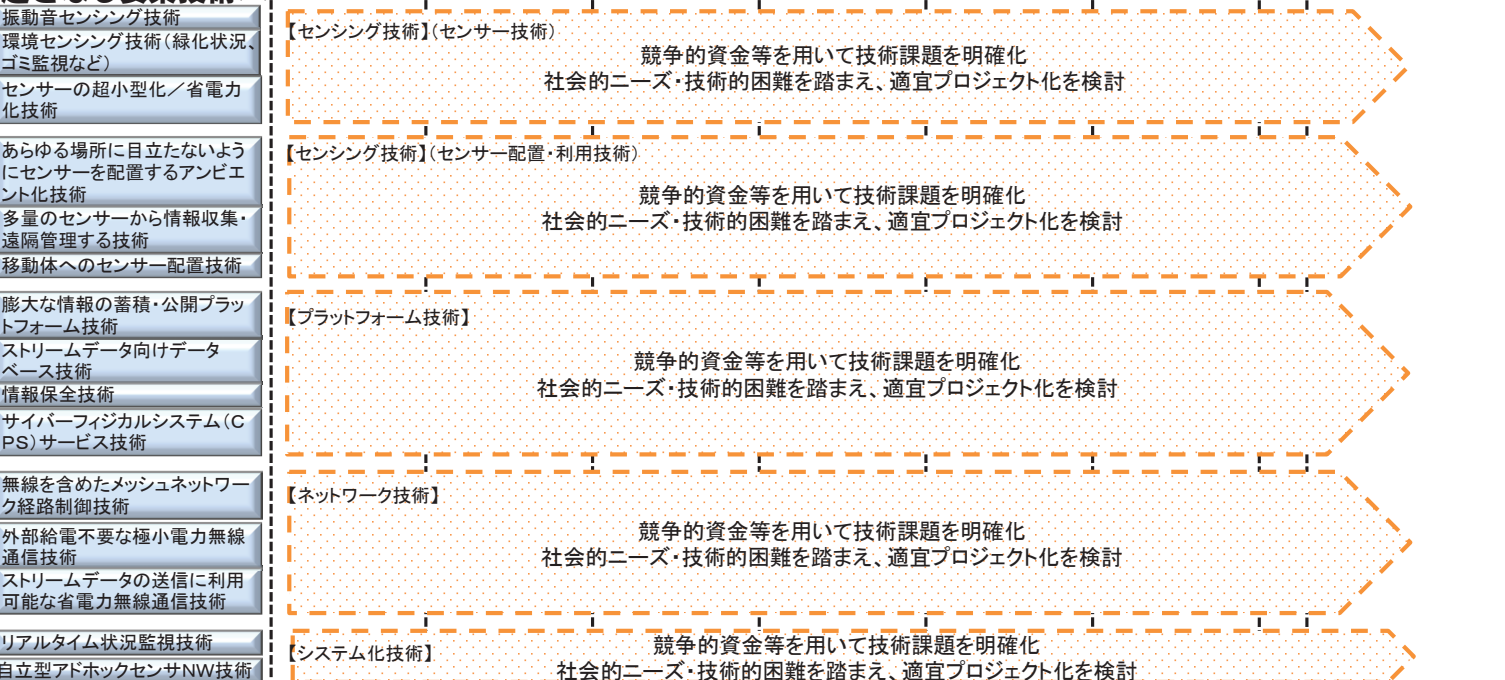 振動音センシング技術
環境センシング技術(緑化状況、
ゴミ監視など)
センサーの超小型化/省電力
化技術
【センシング技術】(センサー技術)
競争的資金等を用いて技術課題を明確化
社会的ニーズ・技術的困難を踏まえ、適宜プロジェクト化を検討
あらゆる場所に目立たないよう
にセンサーを配置するアンビエ
ント化技術
多量のセンサーから情報収集・
遠隔管理する技術
移動体へのセンサー配置技術
【センシング技術】(センサー配置・利用技術)
競争的資金等を用いて技術課題を明確化
社会的ニーズ・技術的困難を踏まえ、適宜プロジェクト化を検討
膨大な情報の蓄積・公開プラッ
トフォーム技術
ストリームデータ向けデータ
ベース技術
情報保全技術
サイバーフィジカルシステム(C
PS)サービス技術
【プラットフォーム技術】
競争的資金等を用いて技術課題を明確化
社会的ニーズ・技術的困難を踏まえ、適宜プロジェクト化を検討
無線を含めたメッシュネットワー
ク経路制御技術
外部給電不要な極小電力無線
通信技術
ストリームデータの送信に利用
可能な省電力無線通信技術
【ネットワーク技術】
競争的資金等を用いて技術課題を明確化
社会的ニーズ・技術的困難を踏まえ、適宜プロジェクト化を検討
リアルタイム状況監視技術
自立型アドホックセンサNW技術
【システム化技術】
競争的資金等を用いて技術課題を明確化
社会的ニーズ・技術的困難を踏まえ、適宜プロジェクト化を検討